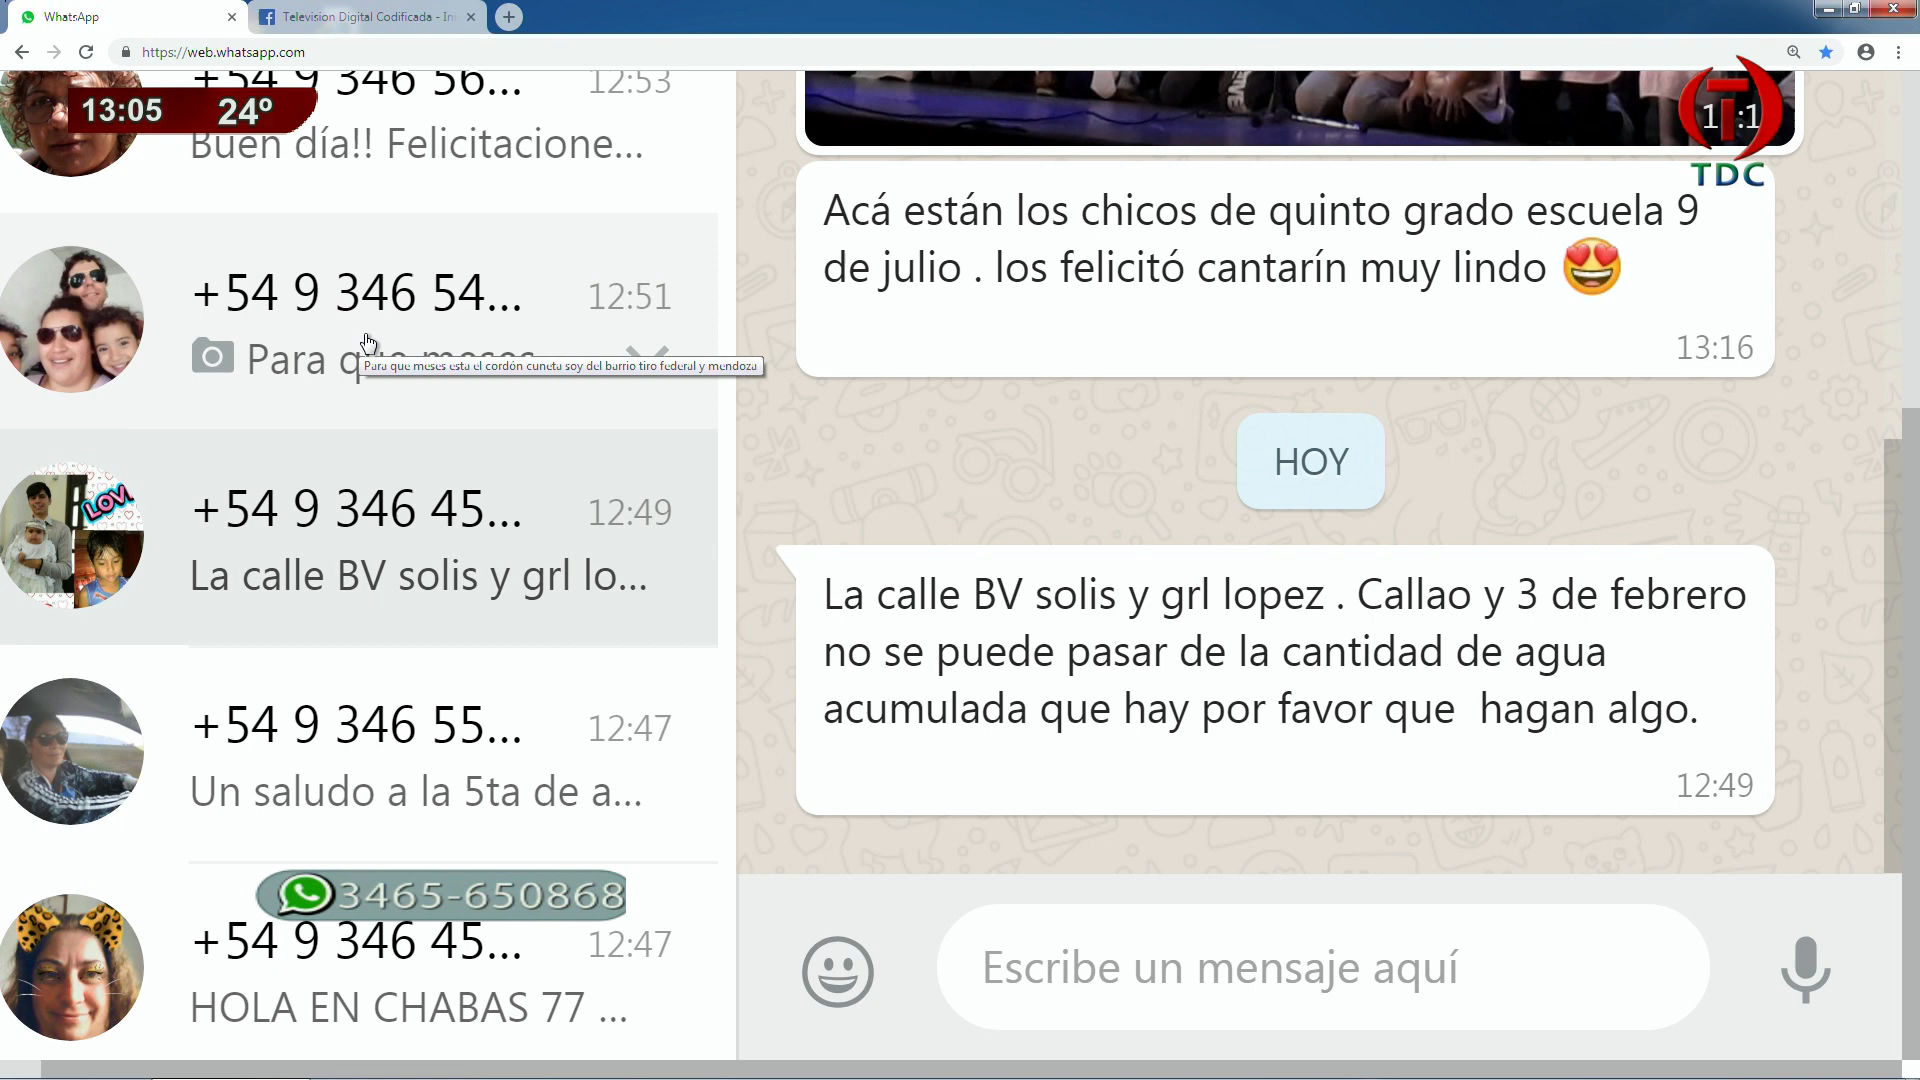 WhatsApp
Television Digital Codificada - Ini
https://web.whatsapp.com
13:05 24º
+54 9 346 56... 12:53
Buen día!! Felicitacione...
+54 9 346 54... 12:51
Para que meses
Para que meses esta el cordón cuneta soy del barrio tiro federal y mendoza
+54 9 346 45... 12:49
La calle BV solis y grl lo...
+54 9 346 55... 12:47
Un saludo a la 5ta de a...
3465-650868
+54 9 346 45... 12:47
HOLA EN CHABAS 77 ...
TDC
Acá están los chicos de quinto grado escuela 9
de julio . los felicitó cantarín muy lindo 😍
13:16
HOY
La calle BV solis y grl lopez . Callao y 3 de febrero
no se puede pasar de la cantidad de agua
acumulada que hay por favor que  hagan algo.
12:49
Escribe un mensaje aquí